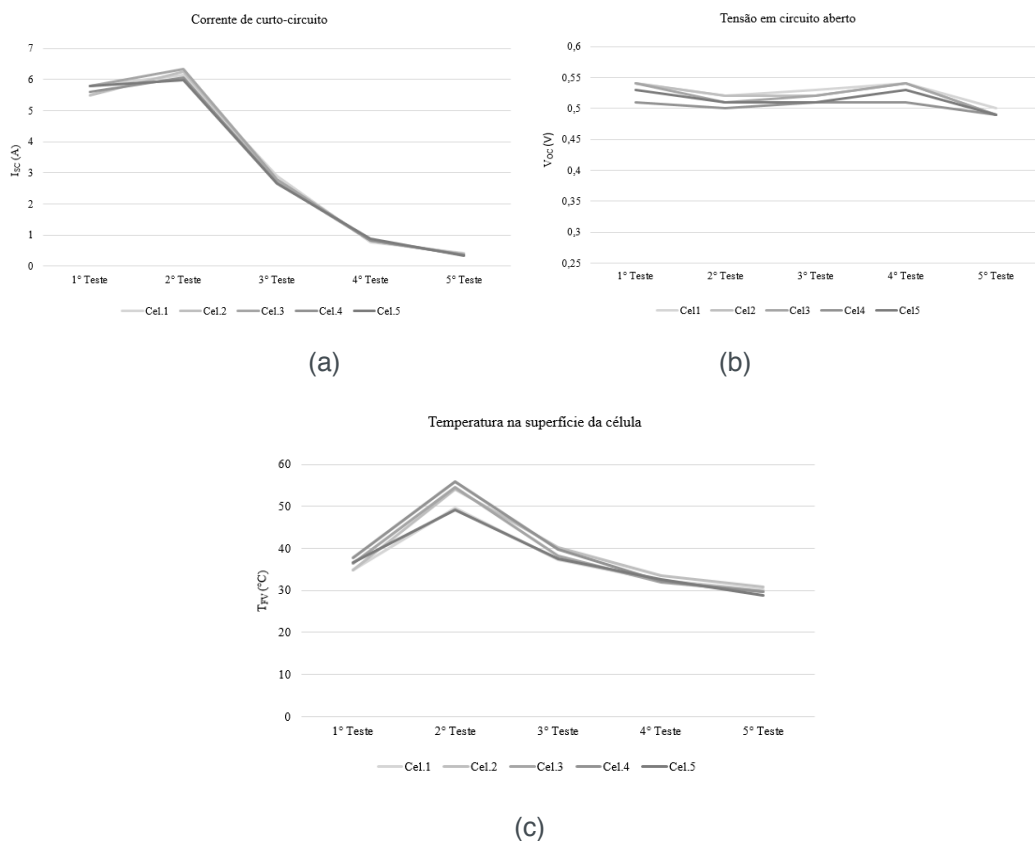 Corrente de curto-circuito
7
6
5
4
3
2
1
0
I_SC (A)
1° Teste 2° Teste 3° Teste 4° Teste 5° Teste
Cel.1 Cel.2 Cel.3 Cel.4 Cel.5
(a)
Tensão em circuito aberto
0,6
0,55
0,5
0,45
0,4
0,35
0,3
0,25
V_OC (V)
1° Teste 2° Teste 3° Teste 4° Teste 5° Teste
Cel1 Cel2 Cel3 Cel4 Cel5
(b)
Temperatura na superfície da célula
60
50
40
30
20
10
0
T_FV (°C)
1° Teste 2° Teste 3° Teste 4° Teste 5° Teste
Cel.1 Cel.2 Cel.3 Cel.4 Cel.5
(c)